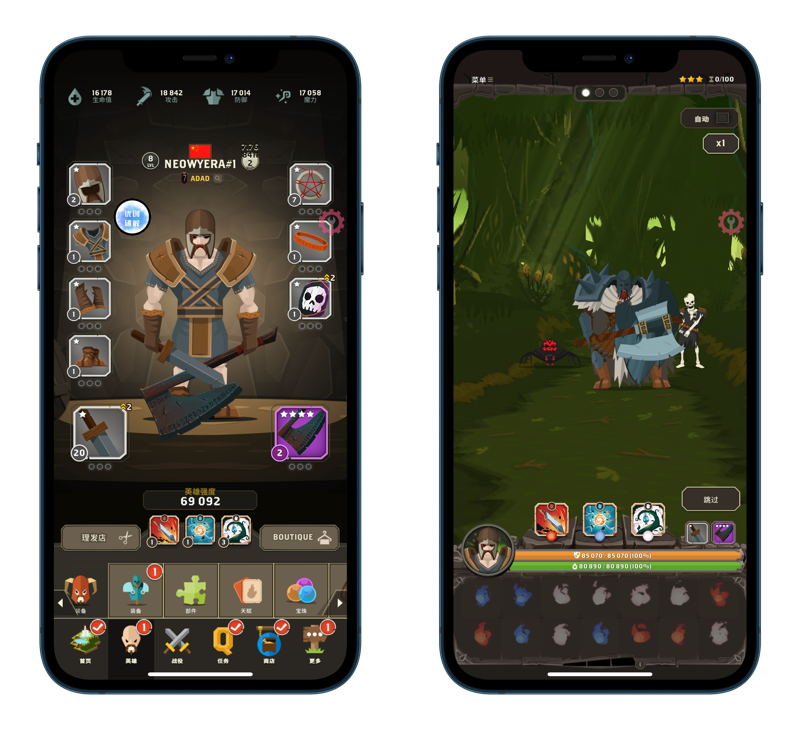 16 178
生命值
18 842
攻击
17 014
防御
17 058
魔力
8
LVL
NEOWYERA#1
2
ADAD
2
7
1
1
1
2
1
1
20
2
2
英雄强度
69 092
理发店
1
1
3
BOUTIQUE
装备
装备
1
部件
天赋
宝珠
首页
英雄
1
战役
任务
Q
商店
更多
1
菜单
0/100
自动
x1
跳过
85 070 / 85 070 (100%)
80 890 / 80 890 (100%)